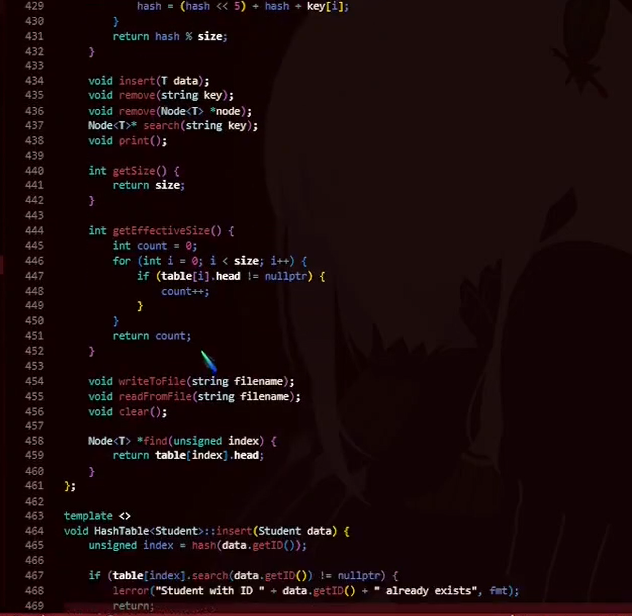 429 hash = (hash << 5) + hash + key[i];
430 }
431 return hash % size;
432 }
433
434 void insert(T data);
435 void remove(string key);
436 void remove(Node<T> *node);
437 Node<T>* search(string key);
438 void print();
439
440 int getSize() {
441 return size;
442 }
443
444 int getEffectiveSize() {
445 int count = 0;
446 for (int i = 0; i < size; i++) {
447 if (table[i].head != nullptr) {
448 count++;
449 }
450 }
451 return count;
452 }
453
454 void writeToFile(string filename);
455 void readFromFile(string filename);
456 void clear();
457
458 Node<T> *find(unsigned index) {
459 return table[index].head;
460 }
461 };
462
463 template <>
464 void HashTable<Student>::insert(Student data) {
465 unsigned index = hash(data.getID());
466
467 if (table[index].search(data.getID()) != nullptr) {
468 lerror("Student with ID " + data.getID() + " already exists", fmt);
469 return;